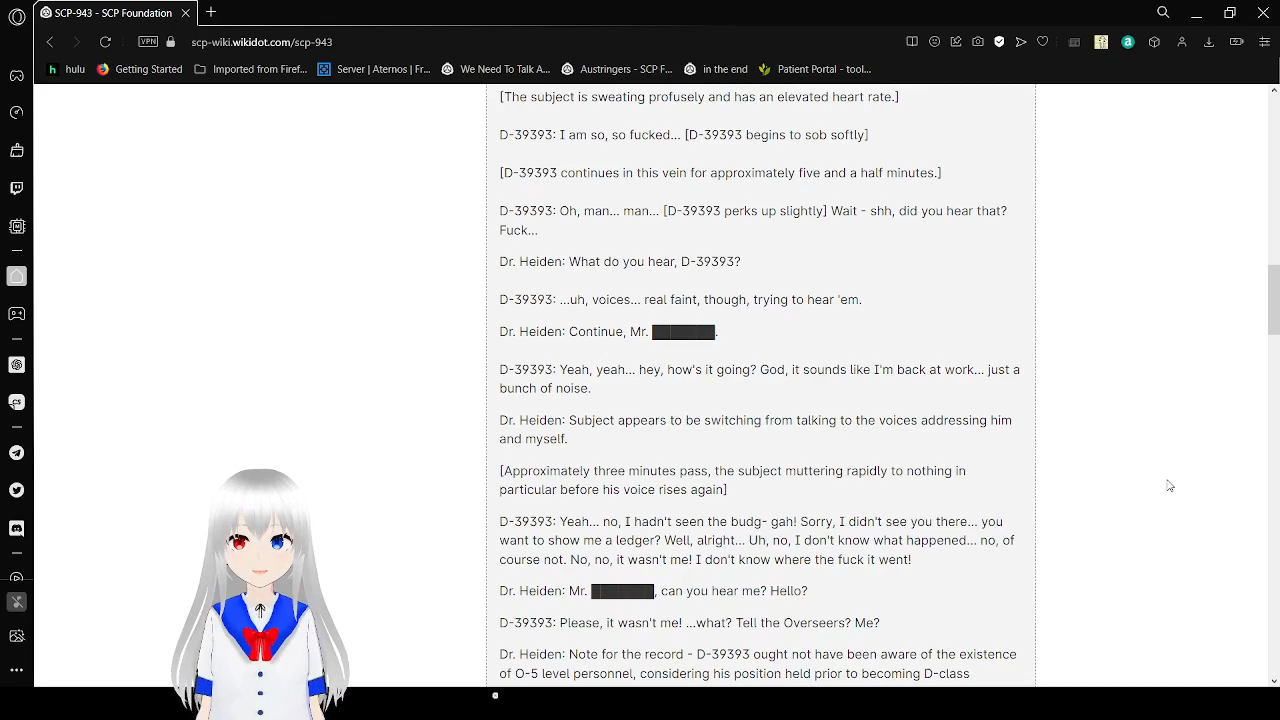 SCP-943 - SCP Foundation
VPN
scp-wiki.wikidot.com/scp-943
hulu
Getting Started
Imported from Firef...
Server | Aternos | Fr...
We Need To Talk A...
Austringers - SCP F...
in the end
Patient Portal - tool...
[The subject is sweating profusely and has an elevated heart rate.]
D-39393: I am so, so fucked... [D-39393 begins to sob softly]
[D-39393 continues in this vein for approximately five and a half minutes.]
D-39393: Oh, man... man... [D-39393 perks up slightly] Wait - shh, did you hear that?
Fuck...
Dr. Heiden: What do you hear, D-39393?
D-39393: ...uh, voices... real faint, though, trying to hear 'em.
Dr. Heiden: Continue, Mr. ███████.
D-39393: Yeah, yeah... hey, how's it going? God, it sounds like I'm back at work... just a
bunch of noise.
Dr. Heiden: Subject appears to be switching from talking to the voices addressing him
and myself.
[Approximately three minutes pass, the subject muttering rapidly to nothing in
particular before his voice rises again]
D-39393: Yeah... no, I hadn't seen the budg- gah! Sorry, I didn't see you there... you
want to show me a ledger? Well, alright... Uh, no, I don't know what happened... no, of
course not. No, no, it wasn't me! I don't know where the fuck it went!
Dr. Heiden: Mr. ███████, can you hear me? Hello?
D-39393: Please, it wasn't me! ...what? Tell the Overseers? Me?
Dr. Heiden: Note for the record - D-39393 ought not have been aware of the existence
of O-5 level personnel, considering his position held prior to becoming D-class